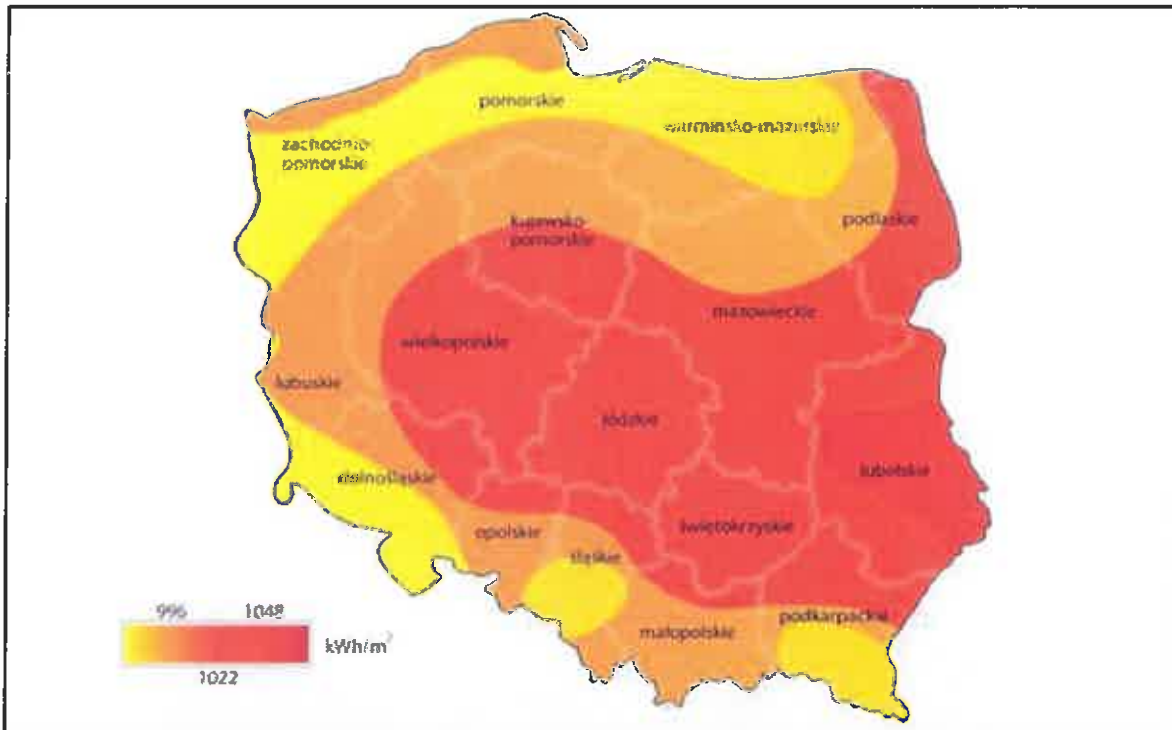 pomorskie
warmińsko-mazurskie
zachodnio-
pomorskie
podlaskie
kujawsko-
pomorskie
mazowieckie
wielkopolskie
lubuskie
łódzkie
lubelskie
dolnośląskie
opolskie
świętokrzyskie
śląskie
podkarpackie
małopolskie
996 1048
kWh/m²
1022